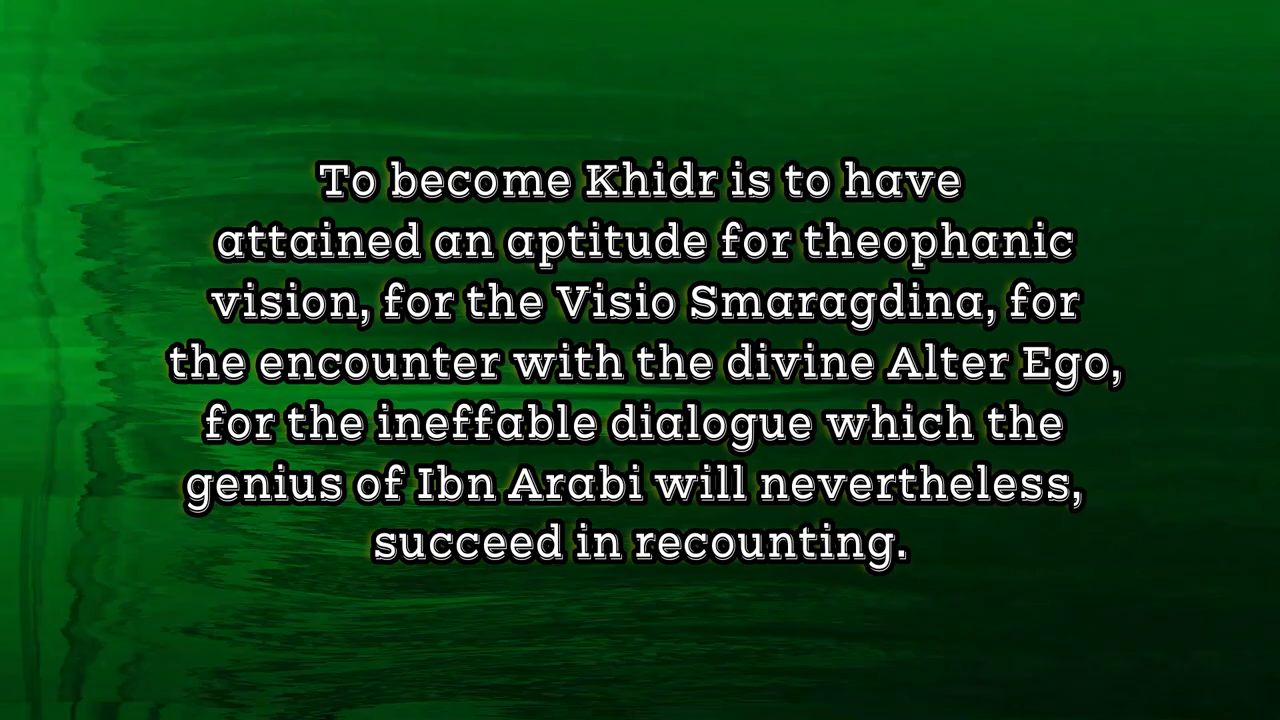 To become Khidr is to have
attained an aptitude for theophanic
vision, for the Visio Smaragdina, for
the encounter with the divine Alter Ego,
for the ineffable dialogue which the
genius of Ibn Arabi will nevertheless,
succeed in recounting.